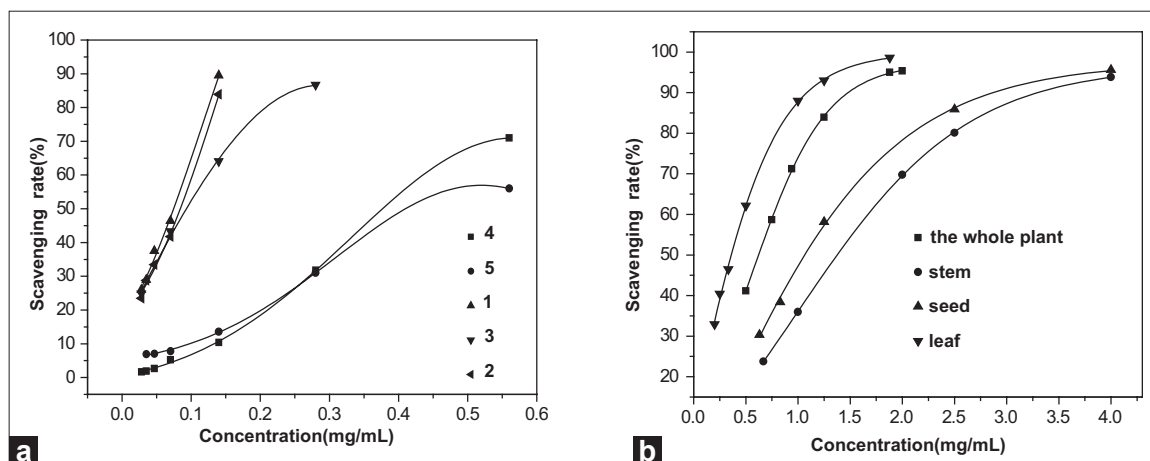 100
90
80
70
60
50
40
30
20
10
0
Scavenging rate(%)
0.0 0.1 0.2 0.3 0.4 0.5 0.6
Concentration(mg/mL)
4
5
1
3
2
a
100
90
80
70
60
50
40
30
20
Scavenging rate(%)
0.0 0.5 1.0 1.5 2.0 2.5 3.0 3.5 4.0
Concentration(mg/mL)
the whole plant
stem
seed
leaf
b